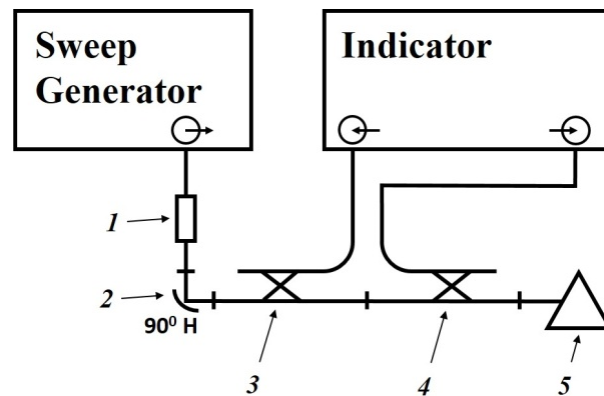 Sweep
Generator
Indicator
1
2
90⁰ H
3
4
5